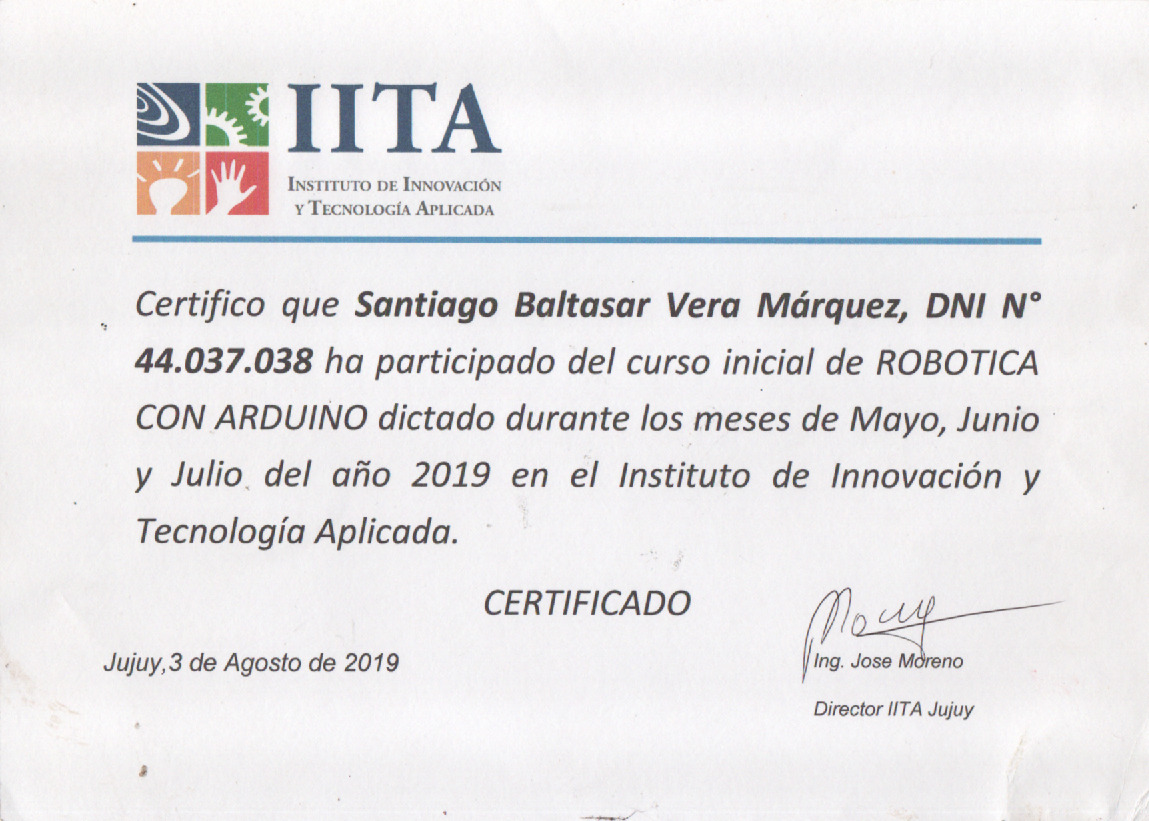 IITA
INSTITUTO DE INNOVACIÓN
Y TECNOLOGÍA APLICADA
Certifico que Santiago Baltasar Vera Márquez, DNI N°
44.037.038 ha participado del curso inicial de ROBOTICA
CON ARDUINO dictado durante los meses de Mayo, Junio
y Julio del año 2019 en el Instituto de Innovación y
Tecnología Aplicada.
CERTIFICADO
Jujuy,3 de Agosto de 2019
Ing. Jose Moreno
Director IITA Jujuy